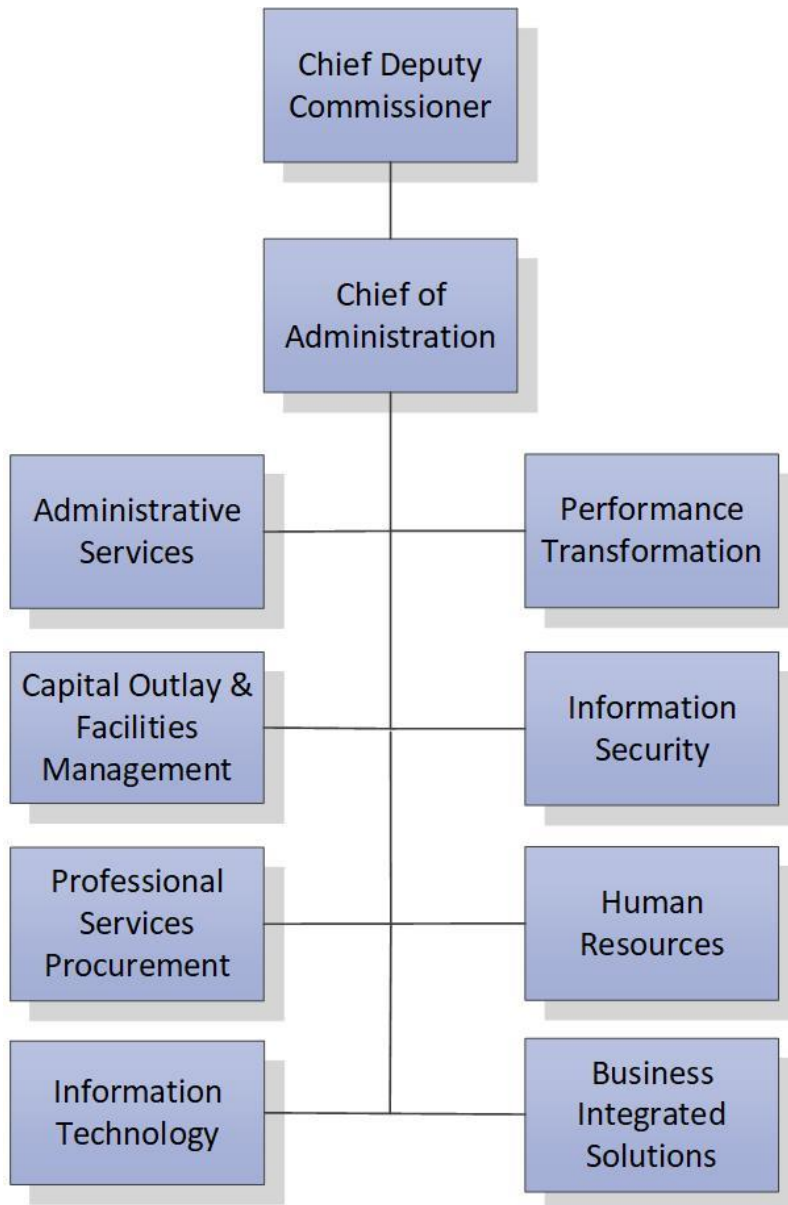 Chief Deputy
Commissioner
Chief of
Administration
Administrative
Services
Performance
Transformation
Capital Outlay &
Facilities
Management
Information
Security
Professional
Services
Procurement
Human
Resources
Information
Technology
Business
Integrated
Solutions